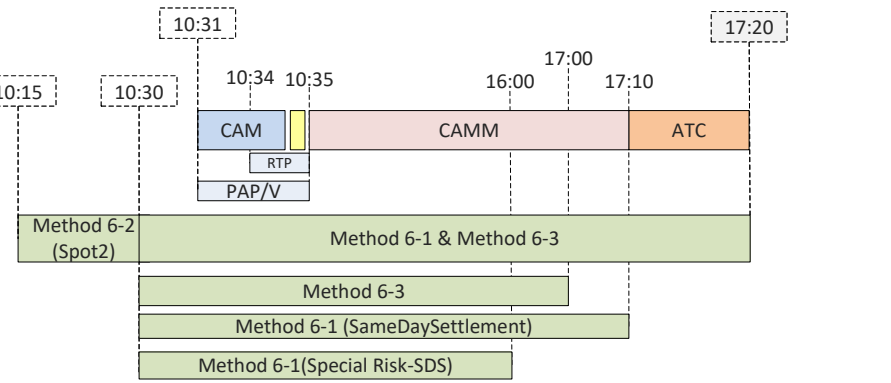 10:31
17:20
17:00
10:34 10:35
16:00
17:10
10:30
CAM
CAMM
ATC
RTP
PAP/V
Method 6-2
(Spot2)
Method 6-1 & Method 6-3
Method 6-3
Method 6-1 (SameDaySettlement)
Method 6-1(Special Risk-SDS)